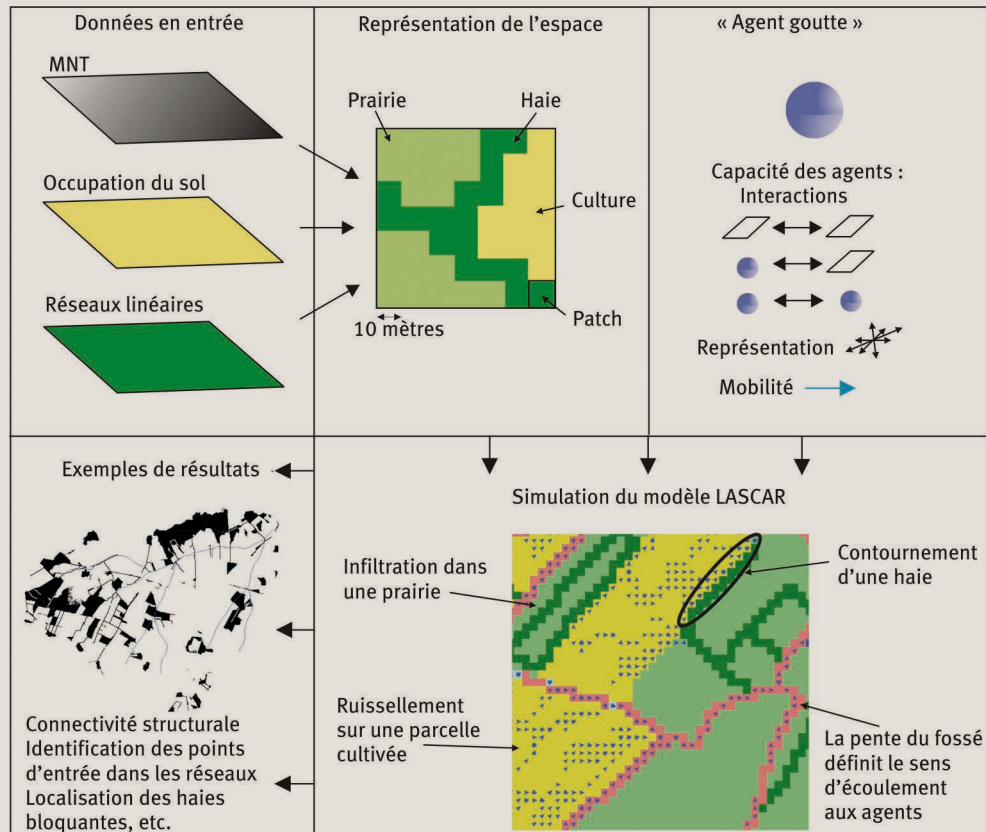 Données en entrée
MNT
Occupation du sol
Réseaux linéaires
Représentation de l’espace
Prairie
Haie
Culture
Patch
10 mètres
« Agent goutte »
Capacité des agents :
Interactions
Représentation
Mobilité
Exemples de résultats
Connectivité structurale
Identification des points
d’entrée dans les réseaux
Localisation des haies
bloquantes, etc.
Simulation du modèle LASCAR
Infiltration dans
une prairie
Contournement
d’une haie
Ruissellement
sur une parcelle
cultivée
La pente du fossé
définit le sens
d’écoulement
aux agents